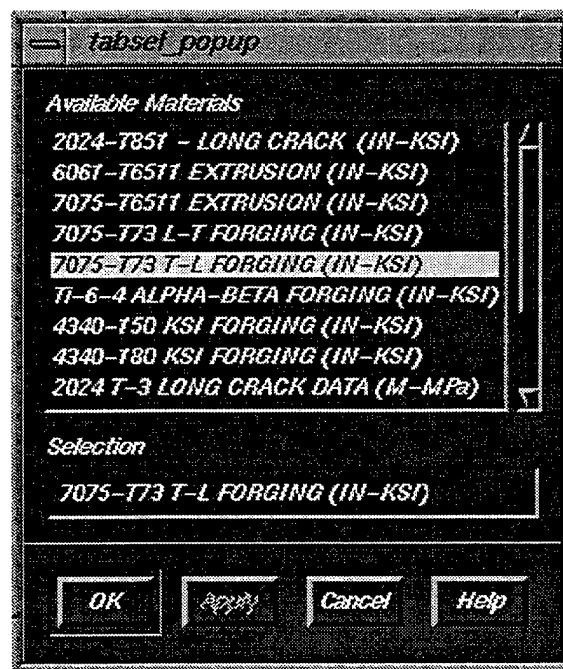 tabsel_popup
Available Materials
2024-T851 - LONG CRACK (IN-KSI)
6061-T6511 EXTRUSION (IN-KSI)
7075-T6511 EXTRUSION (IN-KSI)
7075-T73 L-T FORGING (IN-KSI)
7075-T73 T-L FORGING (IN-KSI)
Ti-6-4 ALPHA-BETA FORGING (IN-KSI)
4340-150 KSI FORGING (IN-KSI)
4340-180 KSI FORGING (IN-KSI)
2024 T-3 LONG CRACK DATA (M-MPa)
Selection
7075-T73 T-L FORGING (IN-KSI)
OK Apply Cancel Help